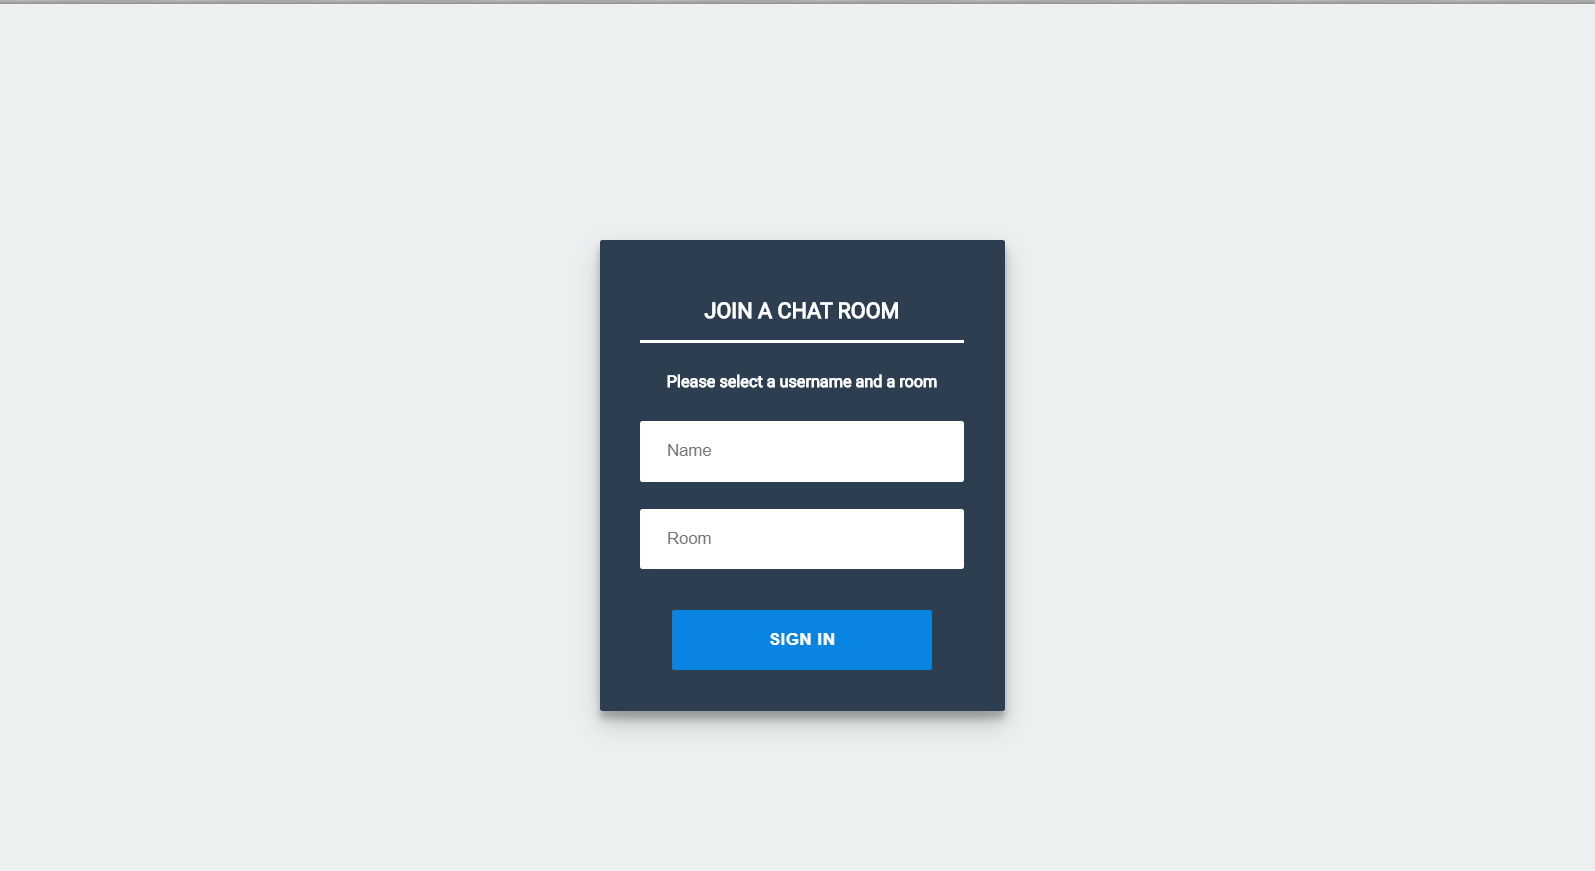 JOIN A CHAT ROOM
Please select a username and a room
Name
Room
SIGN IN